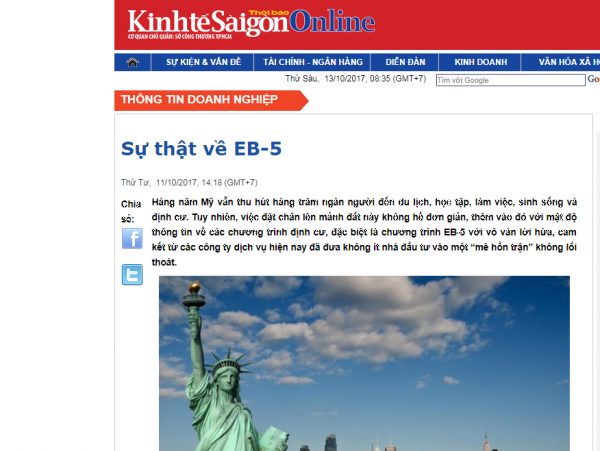 Thời báo
KinhtếSàigònOnline
CƠ QUAN CHỦ QUẢN: SỞ CÔNG THƯƠNG TPHCM
SỰ KIỆN & VẤN ĐỀ TÀI CHÍNH - NGÂN HÀNG DIỄN ĐÀN KINH DOANH VĂN HÓA XÃ H
Thứ Sáu, 13/10/2017, 08:35 (GMT+7) Tìm với Google Go
THÔNG TIN DOANH NGHIỆP
Sự thật về EB-5
Thứ Tư, 11/10/2017, 14:18 (GMT+7)
Chia
sẻ:
Hàng năm Mỹ vẫn thu hút hàng trăm ngàn người đến du lịch, học tập, làm việc, sinh sống và
định cư. Tuy nhiên, việc đặt chân lên mảnh đất này không hề đơn giản, thêm vào đó với mật độ
thông tin về các chương trình định cư, đặc biệt là chương trình EB-5 với vô vàn lời hứa, cam
kết từ các công ty dịch vụ hiện nay đã đưa không ít nhà đầu tư vào một “mê hồn trận” không lối
thoát.